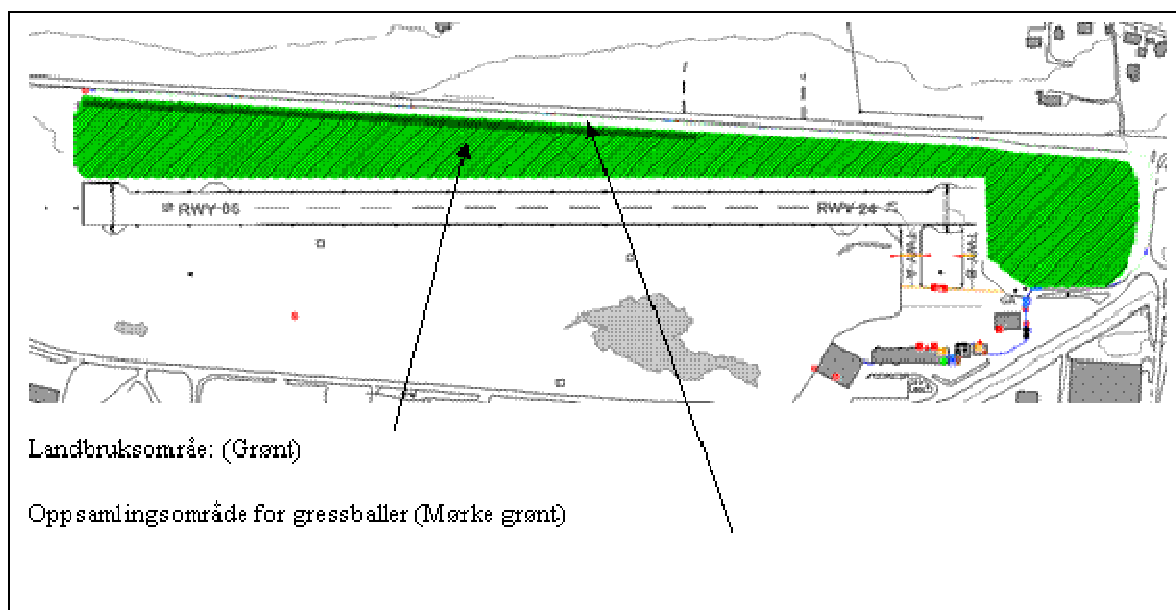 RWY-06
RWY-24
TWY-A
TWY-B
Landbruksområe: (Grønt)
Oppsamlingsområde for gressballer (Mørke grønt)